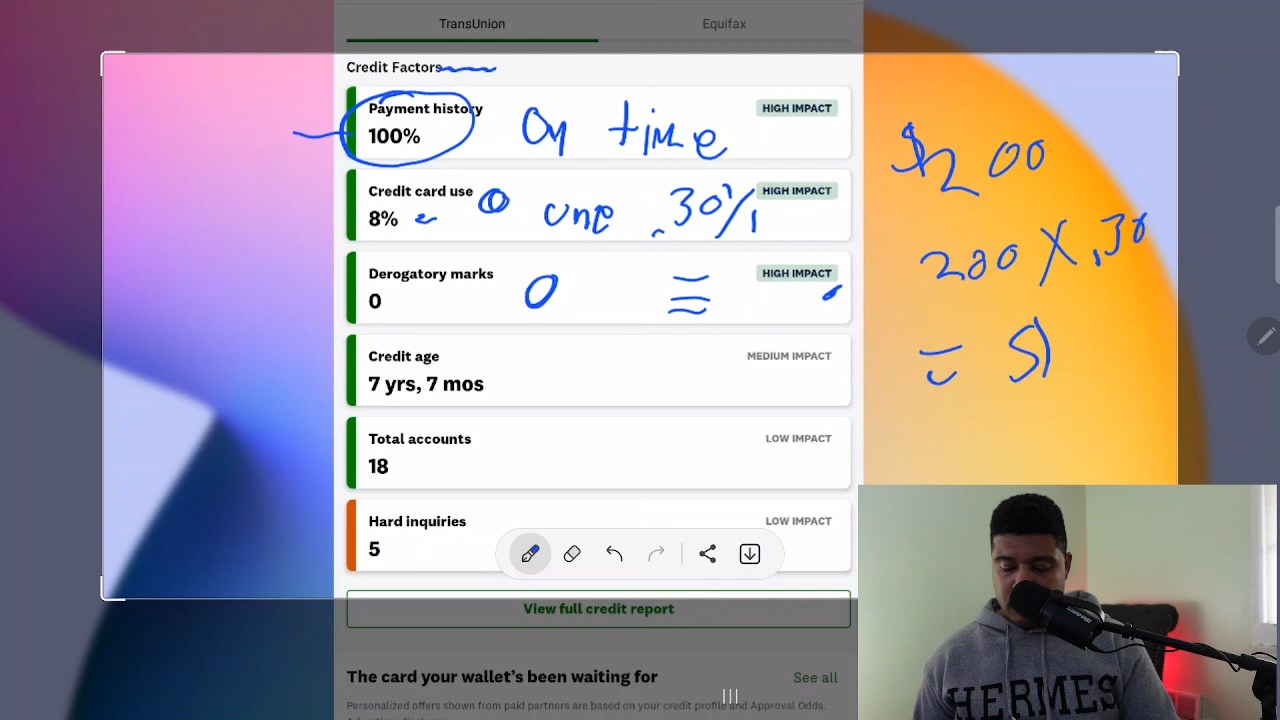 TransUnion Equifax
Credit Factors
Payment history HIGH IMPACT
100% On time
Credit card use HIGH IMPACT
8% 30%
Derogatory marks HIGH IMPACT
0 0
Credit age MEDIUM IMPACT
7 yrs, 7 mos
Total accounts LOW IMPACT
18
Hard inquiries LOW IMPACT
5
View full credit report
The card your wallet's been waiting for See all
Personalized offers shown from paid partners are based on your credit profile and Approval Odds.
$200
200 X .30
=
HERMES